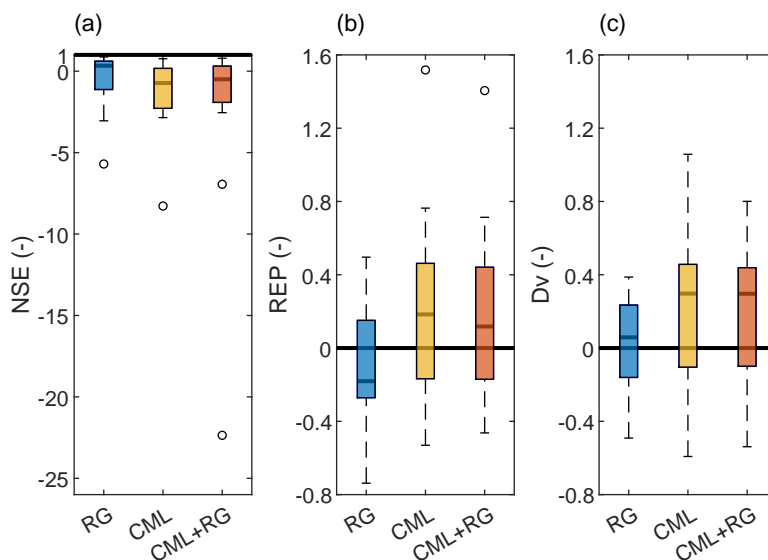 (a)
1
0
-5
-10
-15
-20
-25
NSE (-)
RG
CML
CML+RG
(b)
1.6
1.2
0.8
0.4
0
-0.4
-0.8
REP (-)
RG
CML
CML+RG
(c)
1.6
1.2
0.8
0.4
0
-0.4
-0.8
Dv (-)
RG
CML
CML+RG